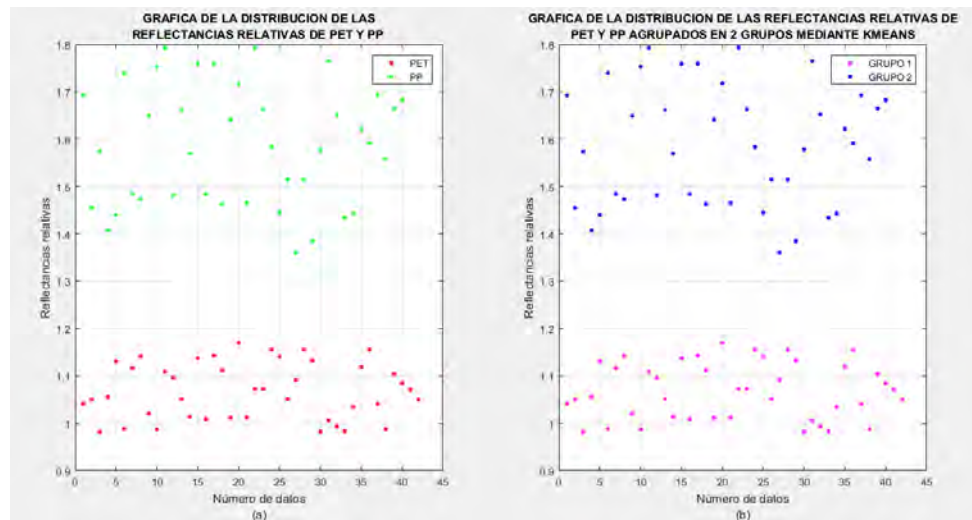 GRAFICA DE LA DISTRIBUCION DE LAS
REFLECTANCIAS RELATIVAS DE PET Y PP
1.8
1.7
1.6
1.5
1.4
1.3
1.2
1.1
1
0.9
Reflectancias relativas
PET
PP
0 5 10 15 20 25 30 35 40 45
Número de datos
(a)
GRAFICA DE LA DISTRIBUCION DE LAS REFLECTANCIAS RELATIVAS DE
PET Y PP AGRUPADOS EN 2 GRUPOS MEDIANTE KMEANS
1.8
1.7
1.6
1.5
1.4
1.3
1.2
1.1
1
0.9
Reflectancias relativas
GRUPO 1
GRUPO 2
0 5 10 15 20 25 30 35 40 45
Número de datos
(b)